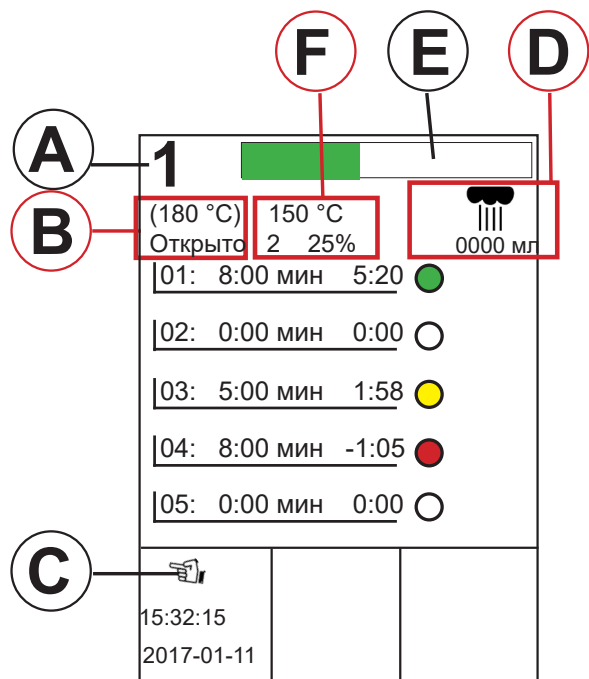 F E D
A
1
B
(180 °C) 150 °C
Открыто 2 25% 0000 мл
01: 8:00 мин 5:20
02: 0:00 мин 0:00
03: 5:00 мин 1:58
04: 8:00 мин -1:05
05: 0:00 мин 0:00
C
15:32:15
2017-01-11